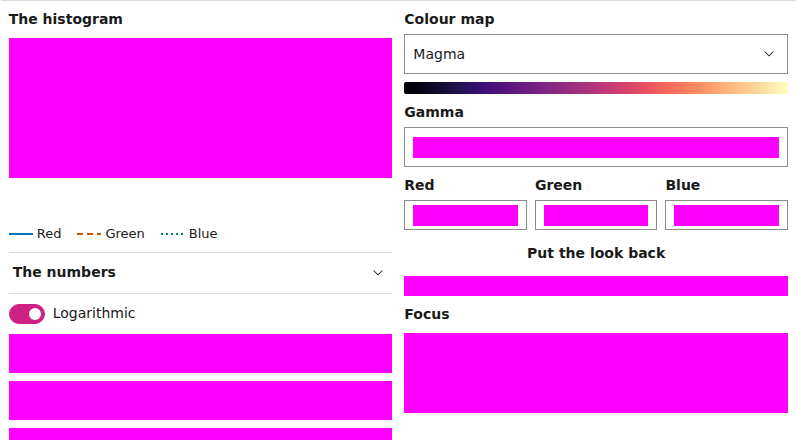 The histogram
Red
Green
Blue
The numbers
Logarithmic
Colour map
Magma
Gamma
Red
Green
Blue
Put the look back
Focus